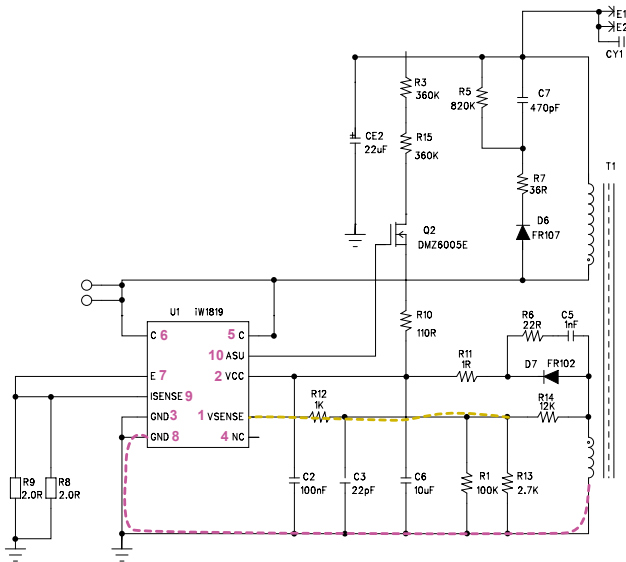 E1
E2
CY1
R3
360K
R5
820K
C7
470pF
CE2
22uF
R15
360K
T1
R7
36R
D6
FR107
Q2
DMZ6005E
U1 iW1819
R10
110R
R6
22R
C5
1nF
C 6
5 C
10 ASU
E 7
2 VCC
R11
1R
D7 FR102
ISENSE 9
R12
1K
R14
12K
GND 3
1 VSENSE
GND 8
4 NC
R9
2.0R
R8
2.0R
C2
100nF
C3
22pF
C6
10uF
R1
100K
R13
2.7K